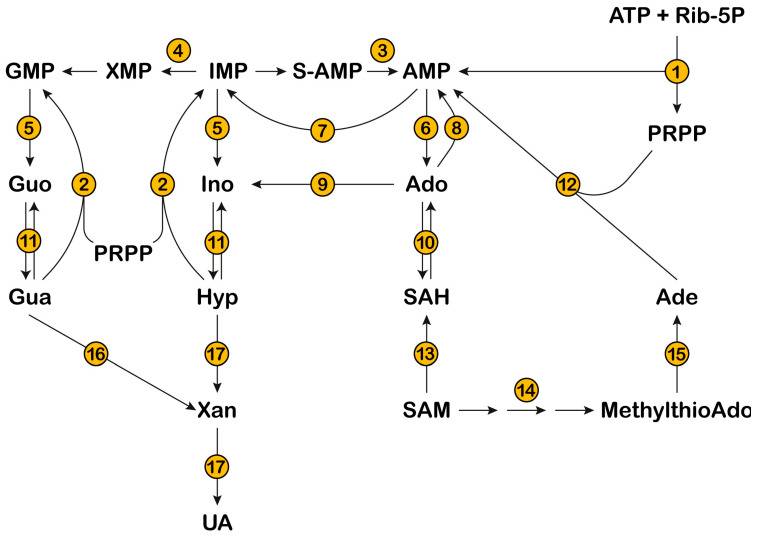 ATP + Rib-5P
4
3
GMP
XMP
IMP
S-AMP
AMP
1
5
5
7
6
8
PRPP
Guo
2
2
Ino
9
Ado
12
11
PRPP
11
10
Gua
Hyp
SAH
Ade
16
17
13
15
14
Xan
SAM
MethylthioAdo
17
UA